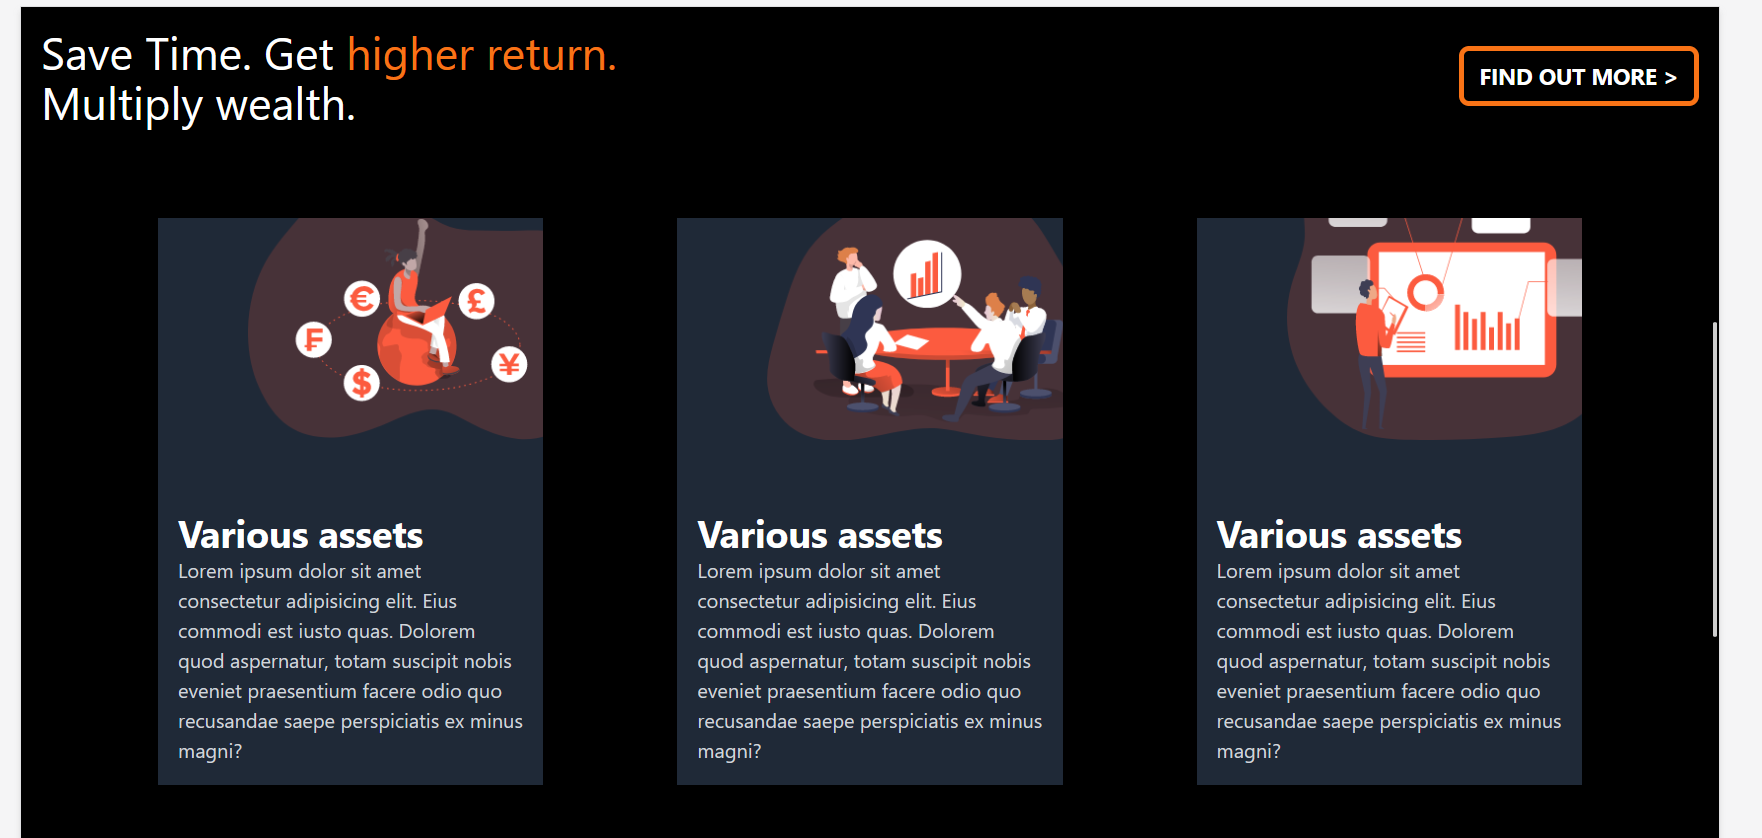 Save Time. Get higher return.
Multiply wealth.
FIND OUT MORE >
€
£
₣
$
¥
Various assets
Lorem ipsum dolor sit amet
consectetur adipisicing elit. Eius
commodi est iusto quas. Dolorem
quod aspernatur, totam suscipit nobis
eveniet praesentium facere odio quo
recusandae saepe perspiciatis ex minus
magni?
Various assets
Lorem ipsum dolor sit amet
consectetur adipisicing elit. Eius
commodi est iusto quas. Dolorem
quod aspernatur, totam suscipit nobis
eveniet praesentium facere odio quo
recusandae saepe perspiciatis ex minus
magni?
Various assets
Lorem ipsum dolor sit amet
consectetur adipisicing elit. Eius
commodi est iusto quas. Dolorem
quod aspernatur, totam suscipit nobis
eveniet praesentium facere odio quo
recusandae saepe perspiciatis ex minus
magni?